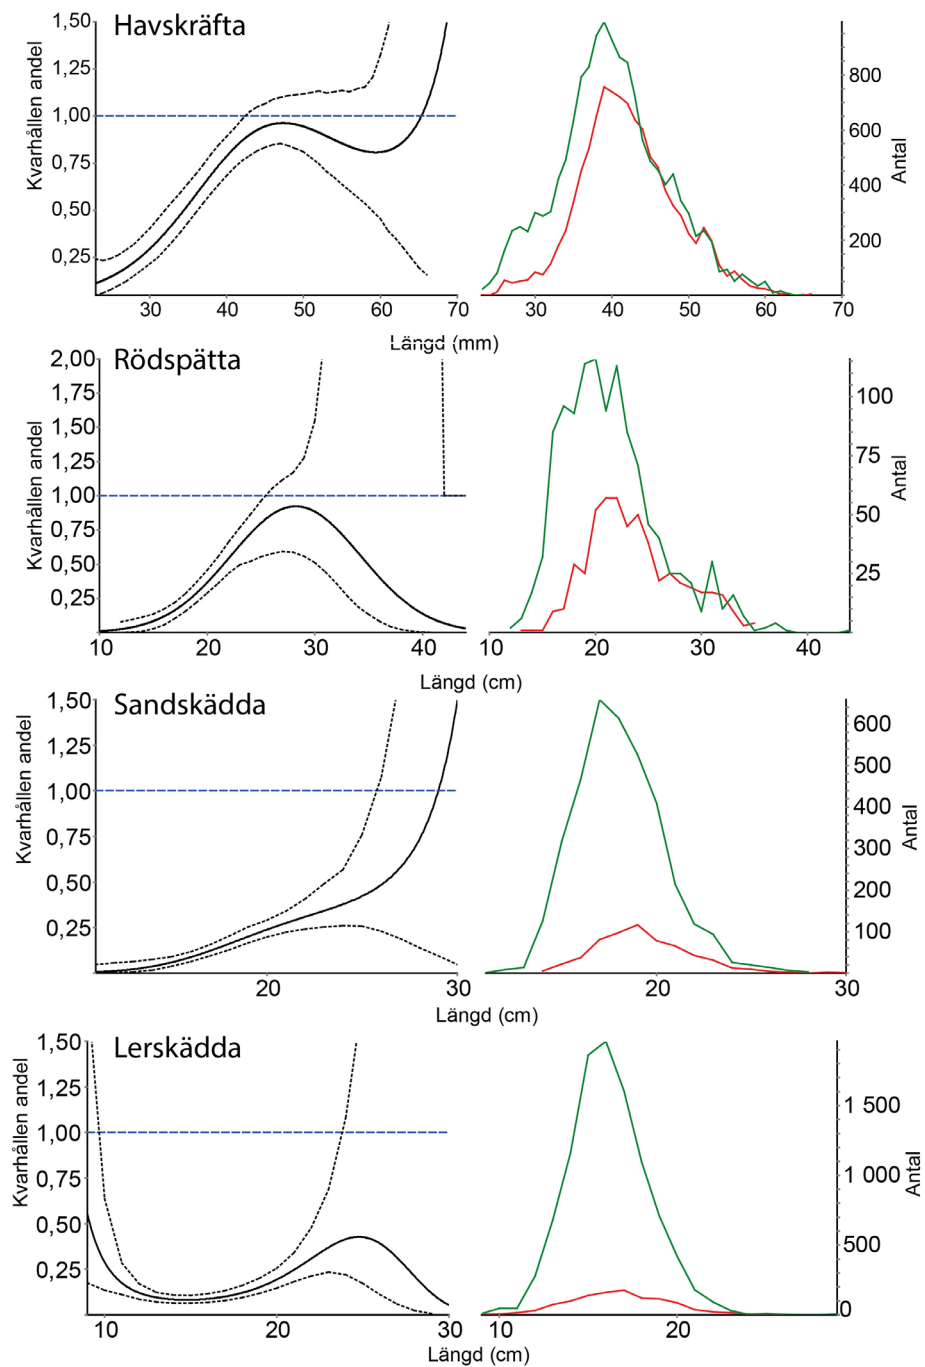 Havskräfta
Kvarhållen andel
1,50
1,25
1,00
0,75
0,50
0,25
30 40 50 60 70
800
600
400
200
Antal
30 40 50 60 70
Längd (mm)
Rödspätta
Kvarhållen andel
2,00
1,75
1,50
1,25
1,00
0,75
0,50
0,25
10 20 30 40
100
75
50
25
Antal
10 20 30 40
Längd (cm)
Sandskädda
Kvarhållen andel
1,50
1,25
1,00
0,75
0,50
0,25
20 30
600
500
400
300
200
100
Antal
20 30
Längd (cm)
Lerskädda
Kvarhållen andel
1,50
1,25
1,00
0,75
0,50
0,25
10 20 30
1 500
1 000
500
0
Antal
10 20
Längd (cm)